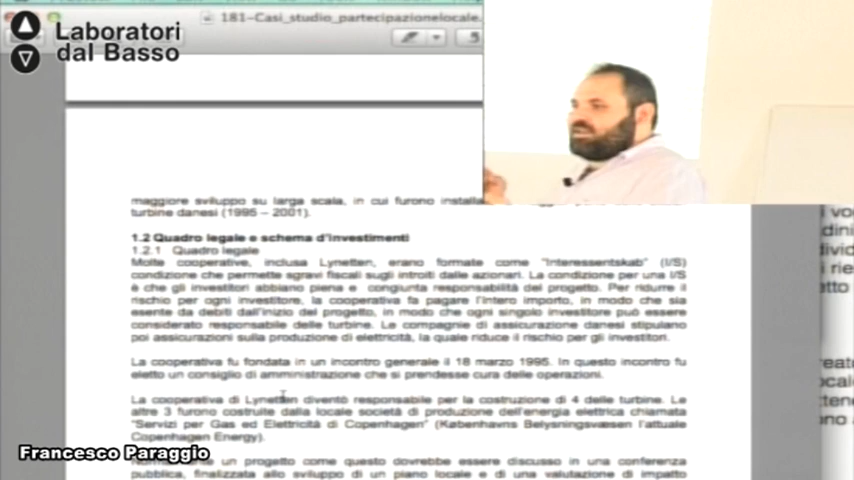 181-Casi_studio_partecipazionelocale.
Laboratori
dal Basso
maggiore sviluppo su larga scala, in cui furono installa
turbine danesi (1995 – 2001).
1.2 Quadro legale e schema d'investimenti
1.2.1 Quadro legale
Molte cooperative, inclusa Lynetten, erano formate come "Interessentskab" (I/S)
condizione che permette sgravi fiscali sugli introiti dalle azionari. La condizione per una I/S
è che gli investitori abbiano piena e congiunta responsabilità del progetto. Per ridurre il
rischio per ogni investitore, la cooperativa fa pagare l'intero importo, in modo che sia
esente da debiti dall'inizio del progetto, in modo che ogni singolo investitore può essere
considerato responsabile delle turbine. Le compagnie di assicurazione danesi stipulano
poi assicurazioni sulla produzione di elettricità, la quale riduce il rischio per gli investitori.
La cooperativa fu fondata in un incontro generale il 18 marzo 1995. In questo incontro fu
eletto un consiglio di amministrazione che si prendesse cura delle operazioni.
La cooperativa di Lynetten diventò responsabile per la costruzione di 4 delle turbine. Le
altre 3 furono costruite dalla locale società di produzione dell'energia elettrica chiamata
"Servizi per Gas ed Elettricità di Copenhagen" (Københavns Belysningsvæsen l'attuale
Copenhagen Energy).
un progetto come questo dovrebbe essere discusso in una conferenza
pubblica, finalizzata allo sviluppo di un piano locale e di una valutazione di impatto
Francesco Paraggio